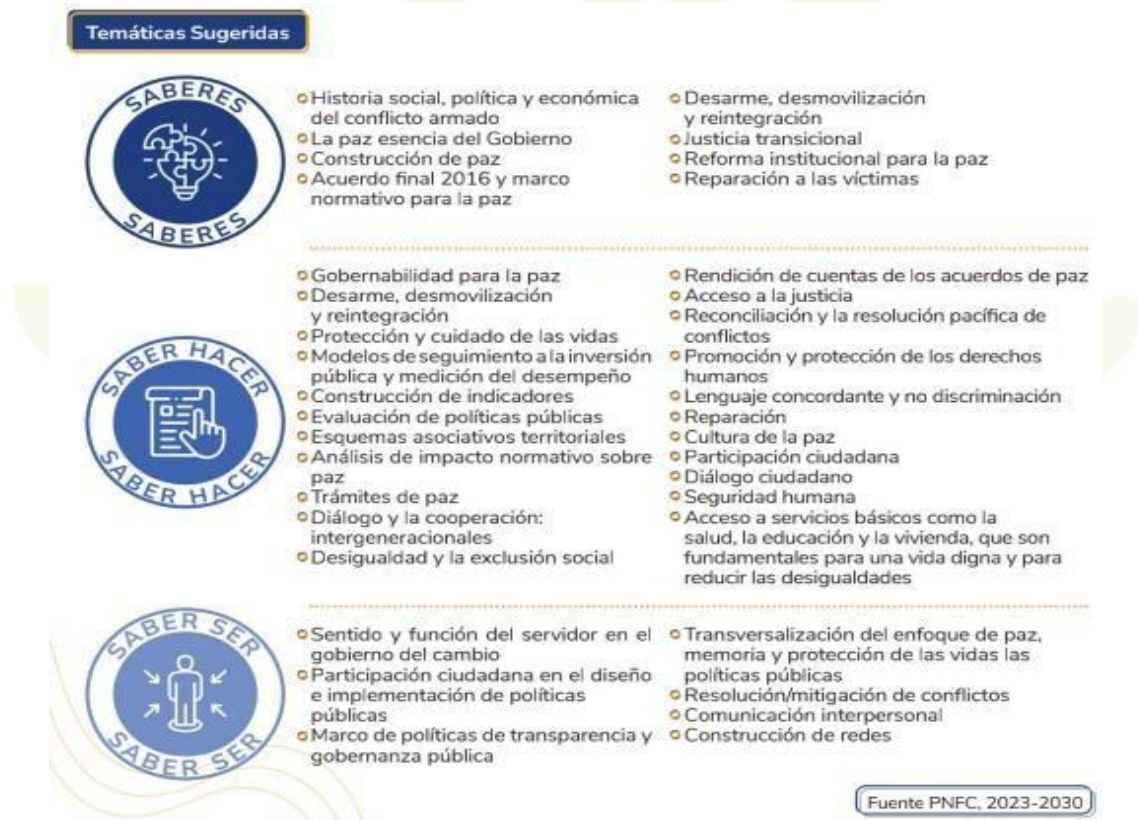 Temáticas Sugeridas
SABERES
SABERES
Historia social, política y económica
del conflicto armado
La paz esencia del Gobierno
Construcción de paz
Acuerdo final 2016 y marco
normativo para la paz
Desarme, desmovilización
y reintegración
Justicia transicional
Reforma institucional para la paz
Reparación a las víctimas
SABER HACER
SABER HACER
Gobernabilidad para la paz
Desarme, desmovilización
y reintegración
Protección y cuidado de las vidas
Modelos de seguimiento a la inversión
pública y medición del desempeño
Construcción de indicadores
Evaluación de políticas públicas
Esquemas asociativos territoriales
Análisis de impacto normativo sobre
paz
Trámites de paz
Diálogo y la cooperación:
intergeneracionales
Desigualdad y la exclusión social
Rendición de cuentas de los acuerdos de paz
Acceso a la justicia
Reconciliación y la resolución pacífica de
conflictos
Promoción y protección de los derechos
humanos
Lenguaje concordante y no discriminación
Reparación
Cultura de la paz
Participación ciudadana
Diálogo ciudadano
Seguridad humana
Acceso a servicios básicos como la
salud, la educación y la vivienda, que son
fundamentales para una vida digna y para
reducir las desigualdades
SABER SER
SABER SER
Sentido y función del servidor en el
gobierno del cambio
Participación ciudadana en el diseño
e implementación de políticas
públicas
Marco de políticas de transparencia y
gobernanza pública
Transversalización del enfoque de paz,
memoria y protección de las vidas las
políticas públicas
Resolución/mitigación de conflictos
Comunicación interpersonal
Construcción de redes
Fuente PNFC, 2023-2030